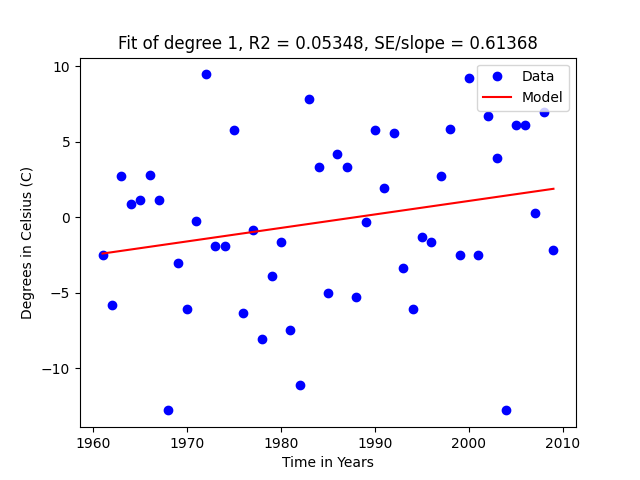 Fit of degree 1, R2 = 0.05348, SE/slope = 0.61368
Data
Model
10
5
0
−5
−10
Degrees in Celsius (C)
1960 1970 1980 1990 2000 2010
Time in Years